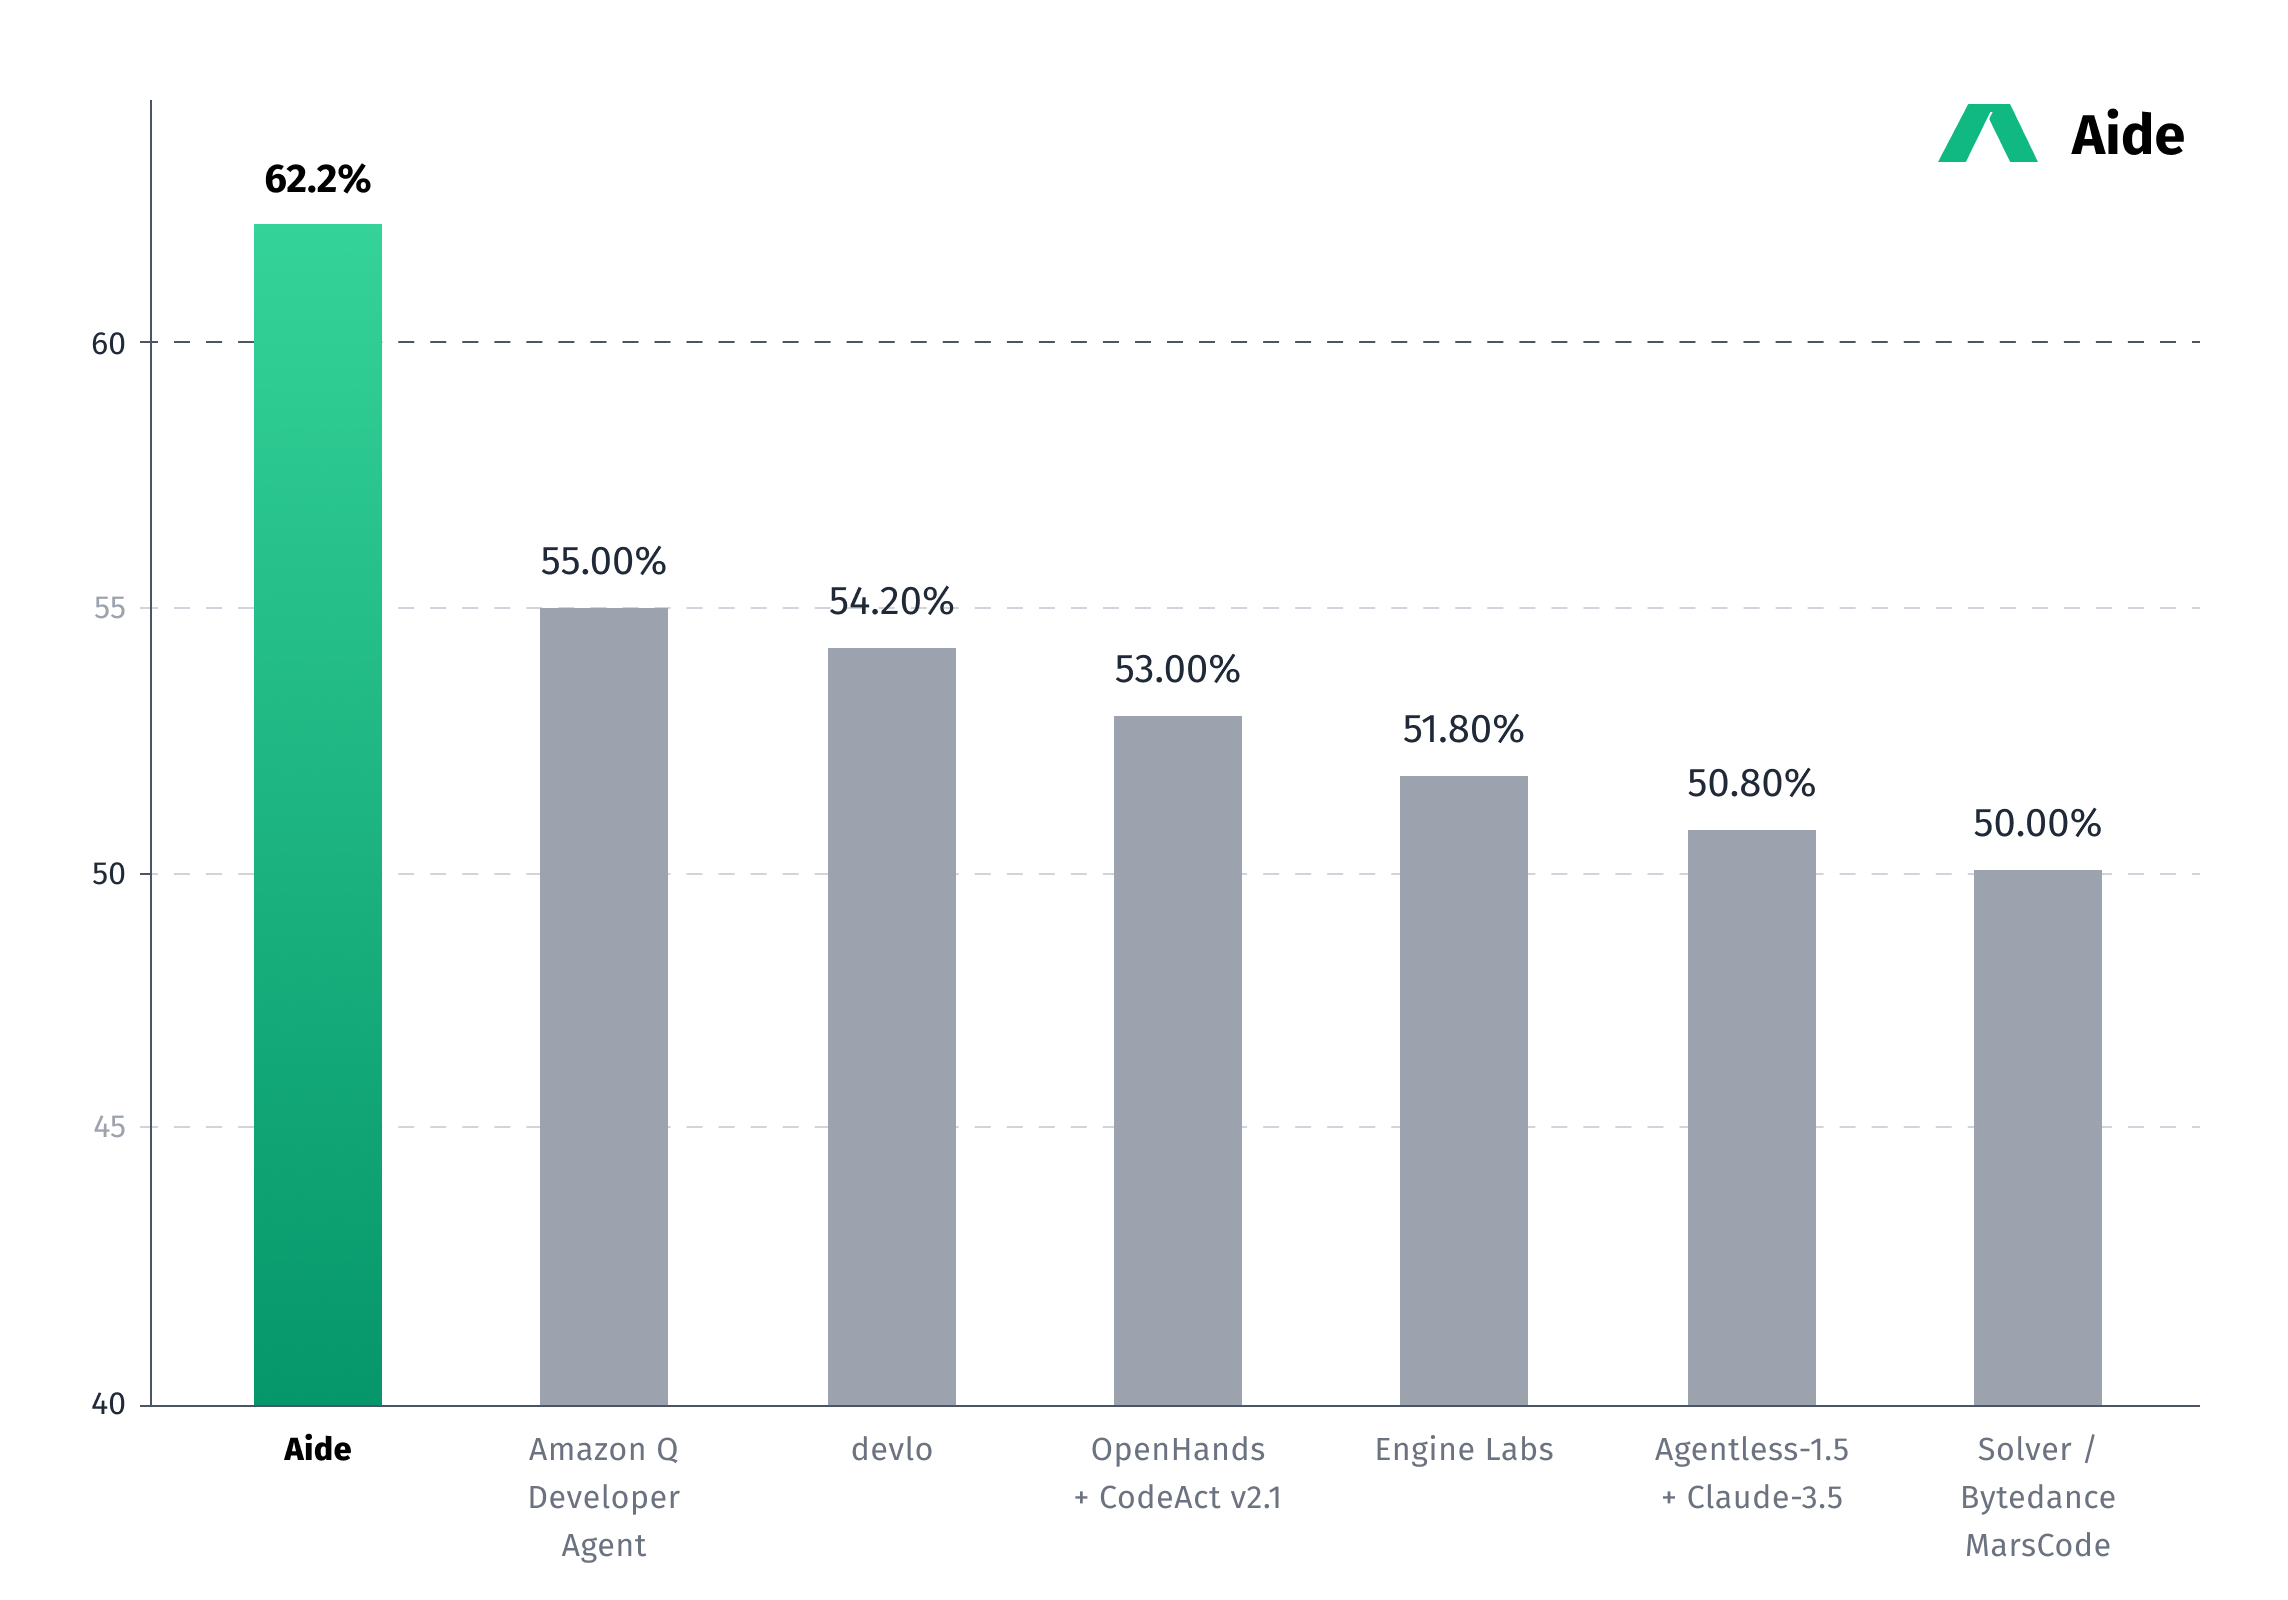 Aide
62.2%
60
55.00%
55
54.20%
53.00%
51.80%
50.80%
50.00%
50
45
40
Aide
Amazon Q
Developer
Agent
devlo
OpenHands
+ CodeAct v2.1
Engine Labs
Agentless-1.5
+ Claude-3.5
Solver /
Bytedance
MarsCode